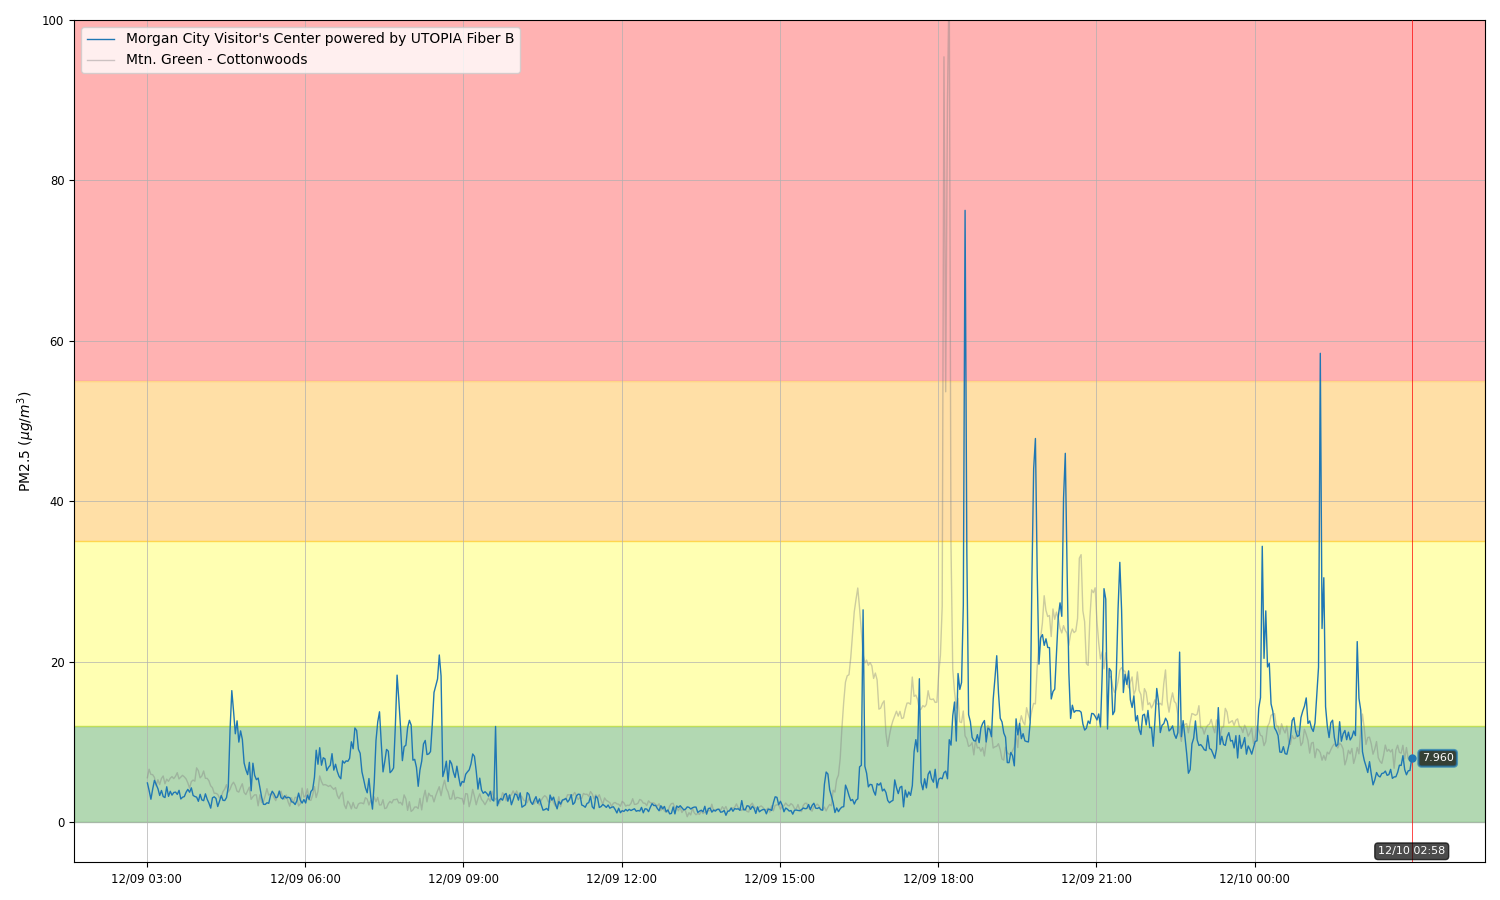 100
80
60
40
20
0
PM2.5 (μg/m³)
Morgan City Visitor's Center powered by UTOPIA Fiber B
Mtn. Green - Cottonwoods
7.960
12/10 02:58
12/09 03:00 12/09 06:00 12/09 09:00 12/09 12:00 12/09 15:00 12/09 18:00 12/09 21:00 12/10 00:00